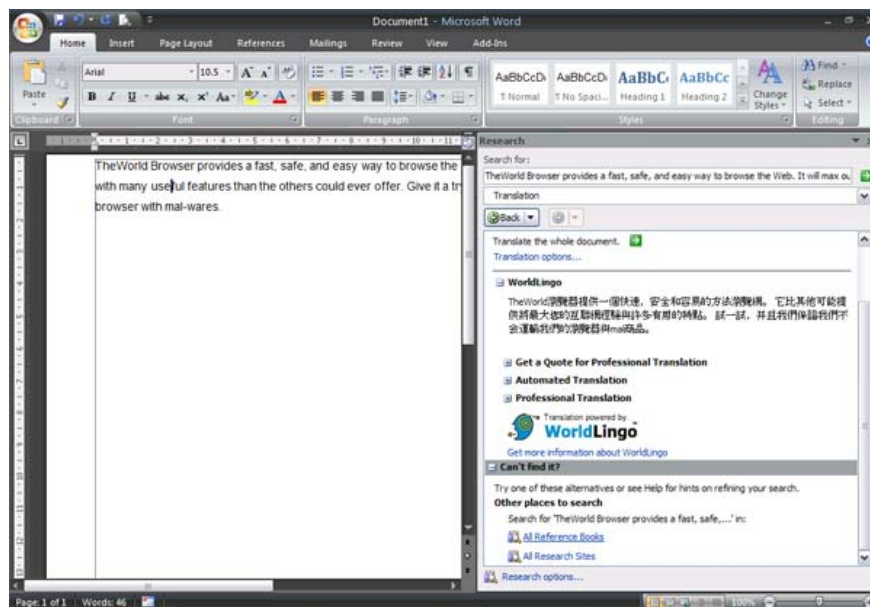 Document1 - Microsoft Word
Home Insert Page Layout References Mailings Review View Add-Ins
Paste
Arial 10.5
B I U abc x₂ x² Aa
AaBbCcDc AaBbCcDc AaBbC AaBbCc
¶ Normal ¶ No Spaci... Heading 1 Heading 2
Change Styles
Find
Replace
Select
Clipboard Font Paragraph Styles Editing
TheWorld Browser provides a fast, safe, and easy way to browse the
with many useful features than the others could ever offer. Give it a tr
browser with mal-wares.
Research
Search for:
TheWorld Browser provides a fast, safe, and easy way to browse the Web. It will max ou
Translation
Back
Translate the whole document.
Translation options...
WorldLingo
TheWorld瀏覽器提供一個快速，安全和容易的方法瀏覽網。 它比其他可能提
供將最大您的互聯網經驗與許多有用的特點。 試一試，并且我們保證我們不
會運輸我們的瀏覽器與mal商品。
Get a Quote for Professional Translation
Automated Translation
Professional Translation
Translation powered by
WorldLingo
Get more information about WorldLingo
Can't find it?
Try one of these alternatives or see Help for hints on refining your search.
Other places to search
Search for 'TheWorld Browser provides a fast, safe,...' in:
All Reference Books
All Research Sites
Research options...
Page: 1 of 1 Words: 46 100%